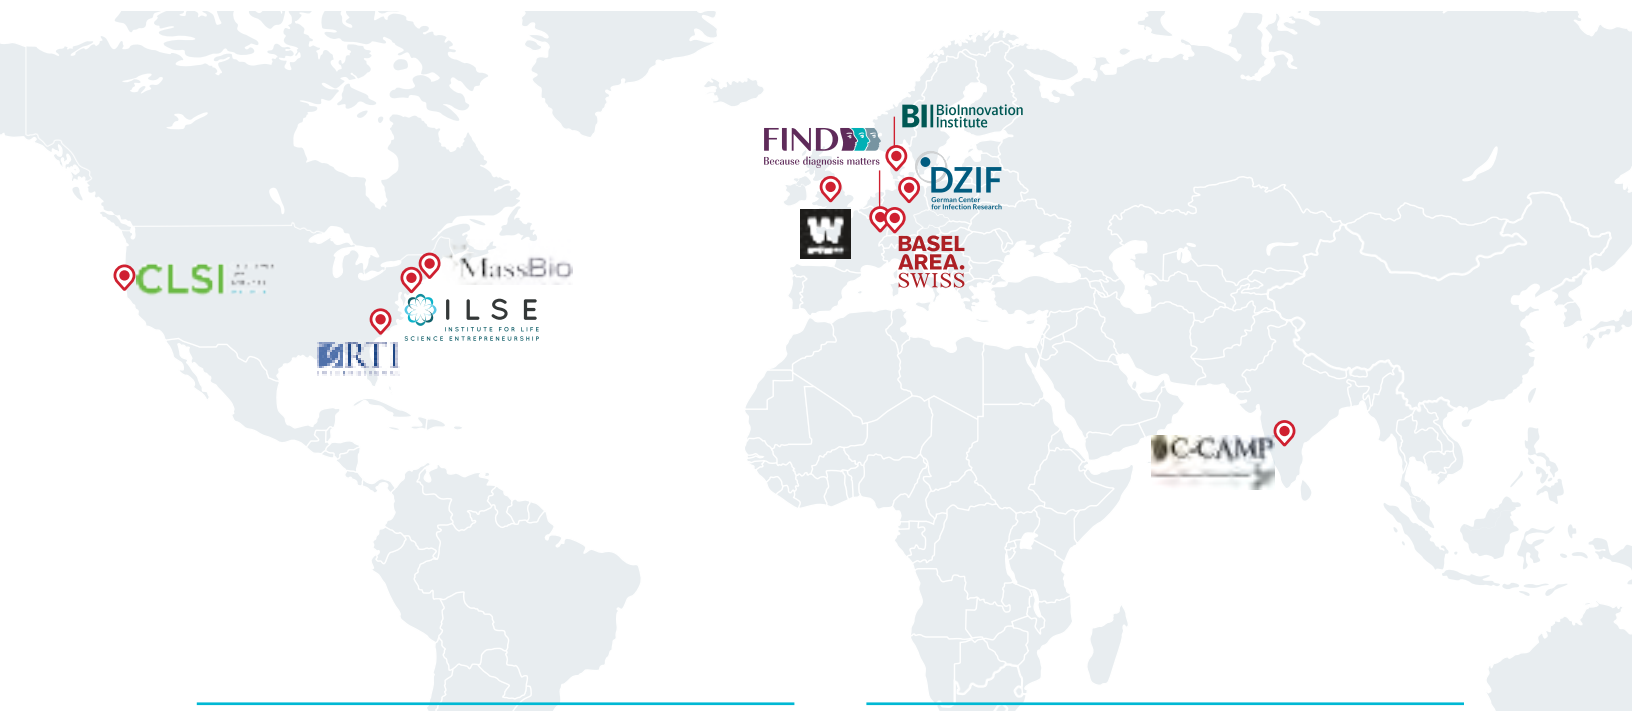 BII BioInnovation
Institute
FIND
Because diagnosis matters
DZIF
German Center
for Infection Research
W
BASEL
AREA.
SWISS
CLSI
MassBio
ILSE
INSTITUTE FOR LIFE
SCIENCE ENTREPRENEURSHIP
RTI
C-CAMP